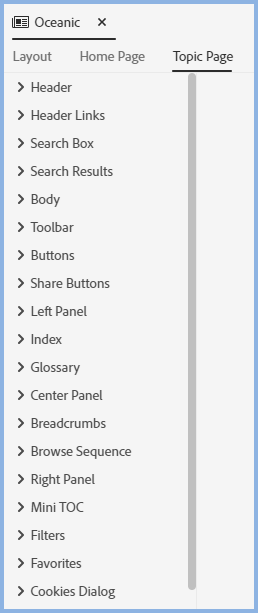 Oceanic
Layout Home Page Topic Page
Header
Header Links
Search Box
Search Results
Body
Toolbar
Buttons
Share Buttons
Left Panel
Index
Glossary
Center Panel
Breadcrumbs
Browse Sequence
Right Panel
Mini TOC
Filters
Favorites
Cookies Dialog